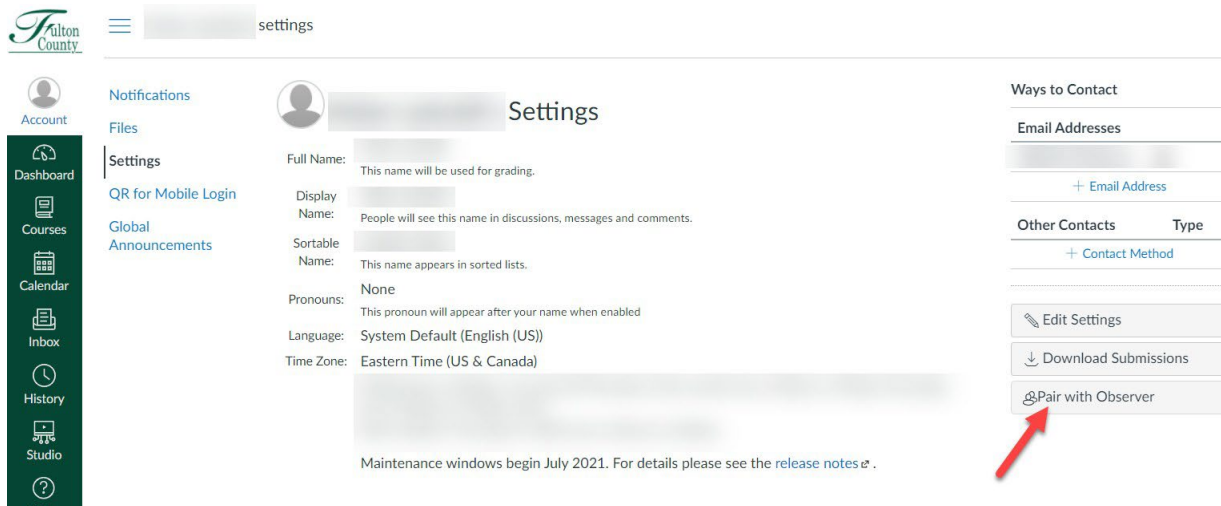 Fulton
County
settings
Account
Dashboard
Courses
Calendar
Inbox
History
Studio
Notifications
Files
Settings
QR for Mobile Login
Global
Announcements
Settings
Full Name:
This name will be used for grading.
Display
Name:
People will see this name in discussions, messages and comments.
Sortable
Name:
This name appears in sorted lists.
Pronouns: None
This pronoun will appear after your name when enabled
Language: System Default (English (US))
Time Zone: Eastern Time (US & Canada)
Maintenance windows begin July 2021. For details please see the release notes .
Ways to Contact
Email Addresses
+ Email Address
Other Contacts Type
+ Contact Method
Edit Settings
Download Submissions
Pair with Observer